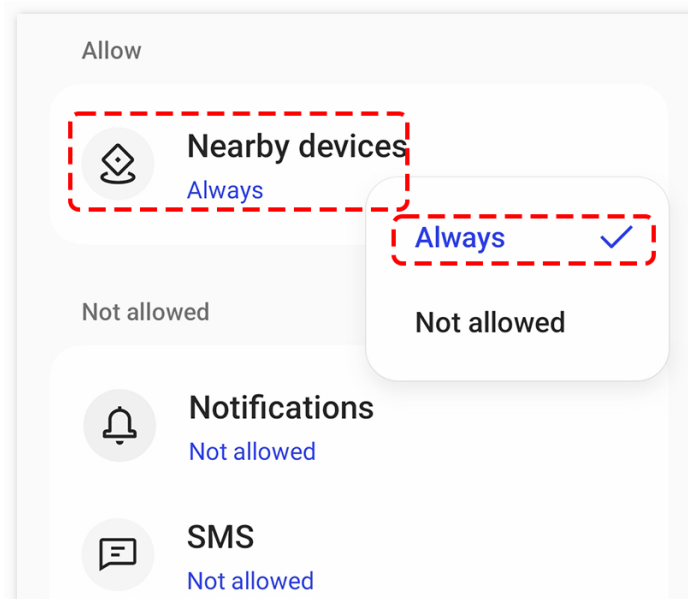 Allow
Nearby devices
Always
Always
Not allowed
Not allowed
Notifications
Not allowed
SMS
Not allowed